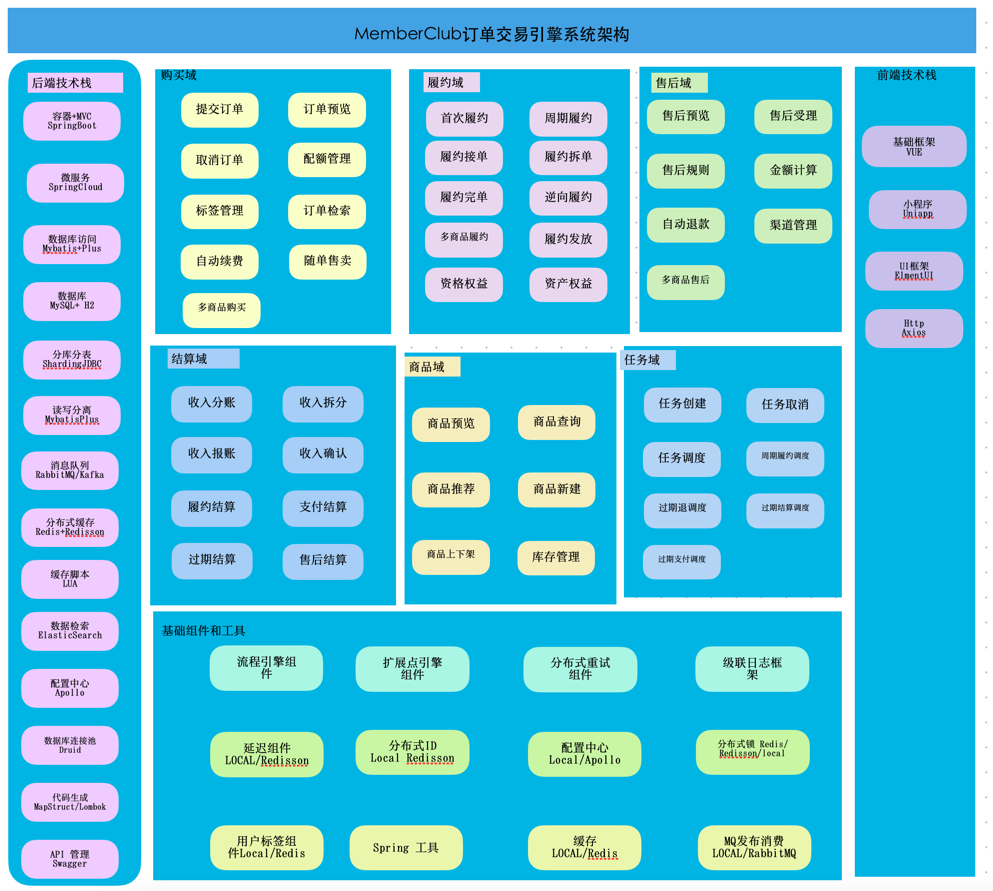 MemberClub订单交易引擎系统架构
后端技术栈
容器+MVC
SpringBoot
微服务
SpringCloud
数据库访问
Mybatis+Plus
数据库
MySQL+ H2
分库分表
ShardingJDBC
读写分离
MybatisPlus
消息队列
RabbitMQ/Kafka
分布式缓存
Redis+Redisson
缓存脚本
LUA
数据检索
ElasticSearch
配置中心
Apollo
数据库连接池
Druid
代码生成
MapStruct/Lombok
API 管理
Swagger
购买域
提交订单
订单预览
取消订单
配额管理
标签管理
订单检索
自动续费
随单售卖
多商品购买
履约域
首次履约
周期履约
履约接单
履约拆单
履约完单
逆向履约
多商品履约
履约发放
资格权益
资产权益
售后域
售后预览
售后受理
售后规则
金额计算
自动退款
渠道管理
多商品售后
结算域
收入分账
收入拆分
收入报账
收入确认
履约结算
支付结算
过期结算
售后结算
商品域
商品预览
商品查询
商品推荐
商品新建
商品上下架
库存管理
任务域
任务创建
任务取消
任务调度
周期履约调度
过期退调度
过期结算调度
过期支付调度
基础组件和工具
流程引擎组
件
扩展点引擎
组件
分布式重试
组件
级联日志框
架
延迟组件
LOCAL/Redisson
分布式ID
Local Redisson
配置中心
Local/Apollo
分布式锁 Redis/
Redisson/local
用户标签组
件Local/Redis
Spring 工具
缓存
LOCAL/Redis
MQ发布消费
LOCAL/RabbitMQ
前端技术栈
基础框架
VUE
小程序
Uniapp
UI框架
ElmentUI
Http
Axios